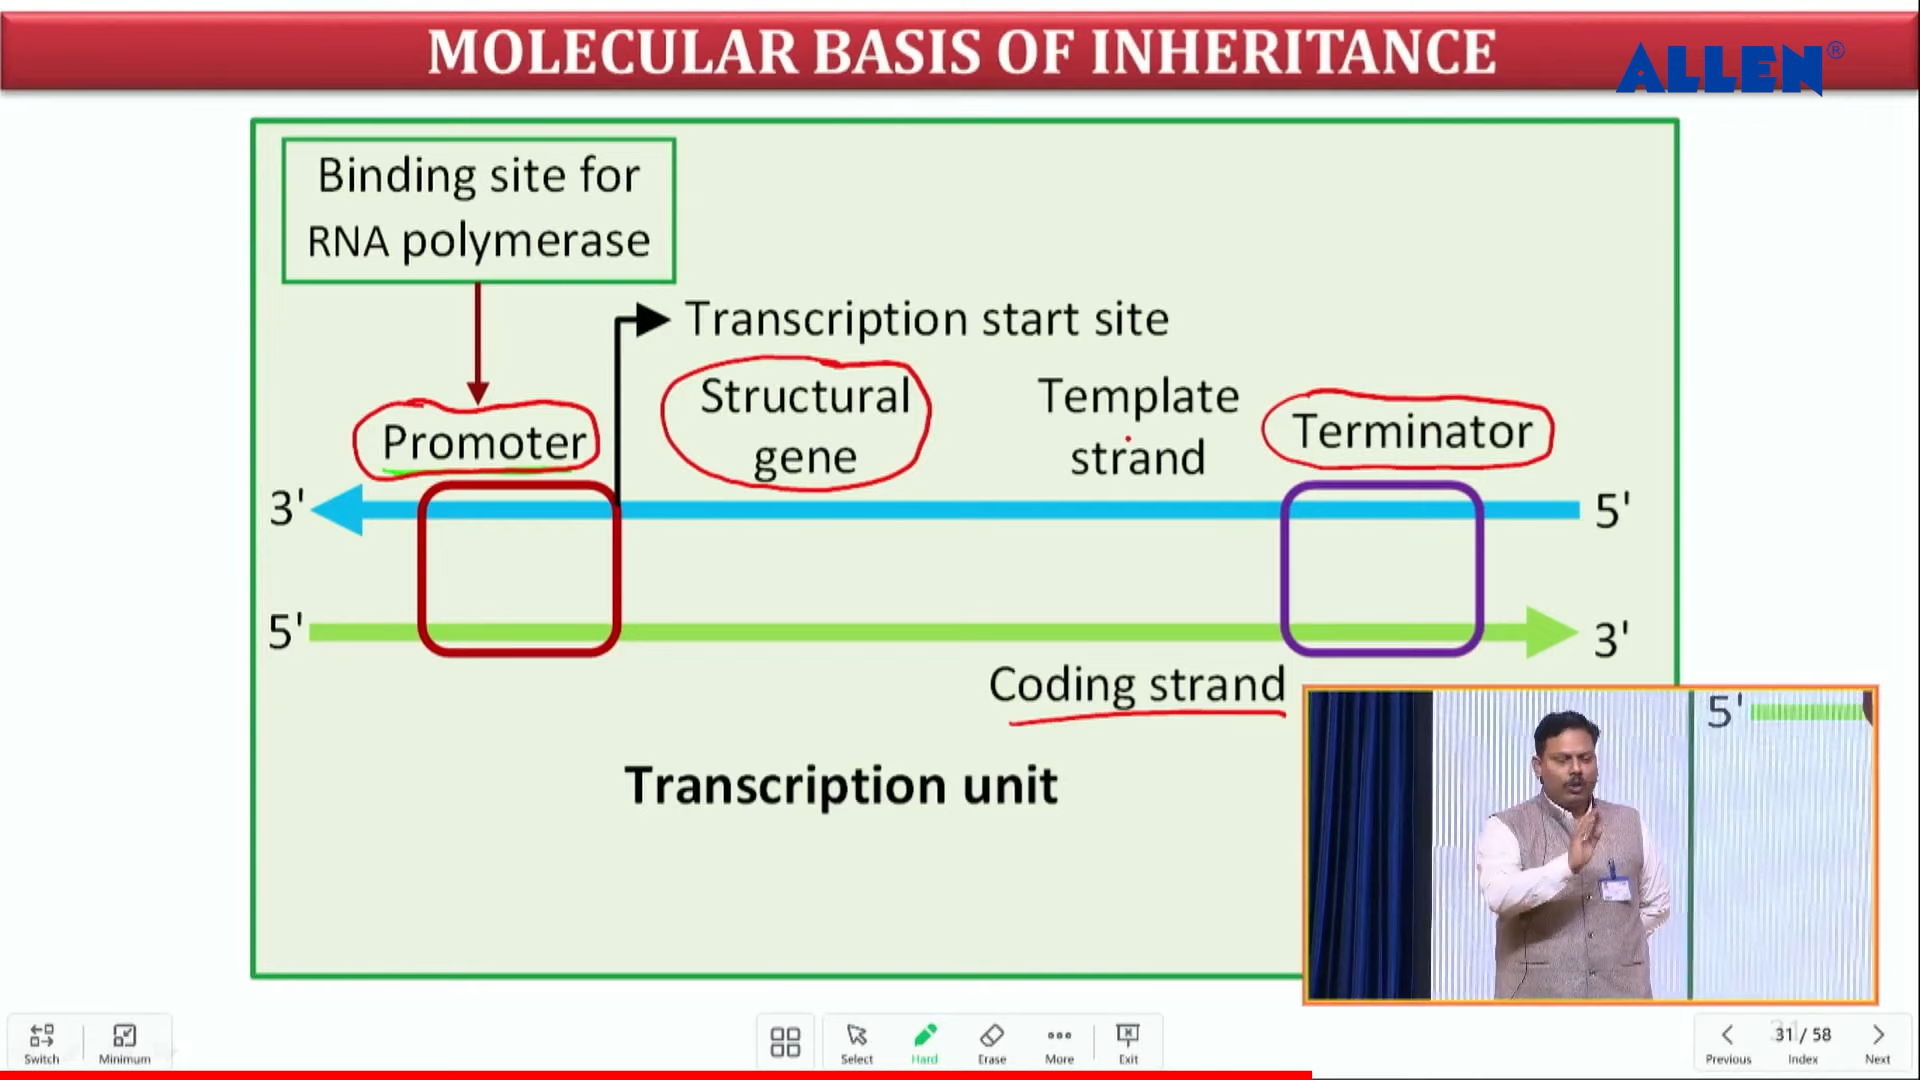 MOLECULAR BASIS OF INHERITANCE
ALLEN®
Binding site for
RNA polymerase
Transcription start site
Structural
gene
Template
strand
Promoter
Terminator
3'
5'
5'
3'
Coding strand
Transcription unit
5'
Switch
Minimum
Select
Hard
Erase
More
Exit
Previous
31 / 58
Index
Next